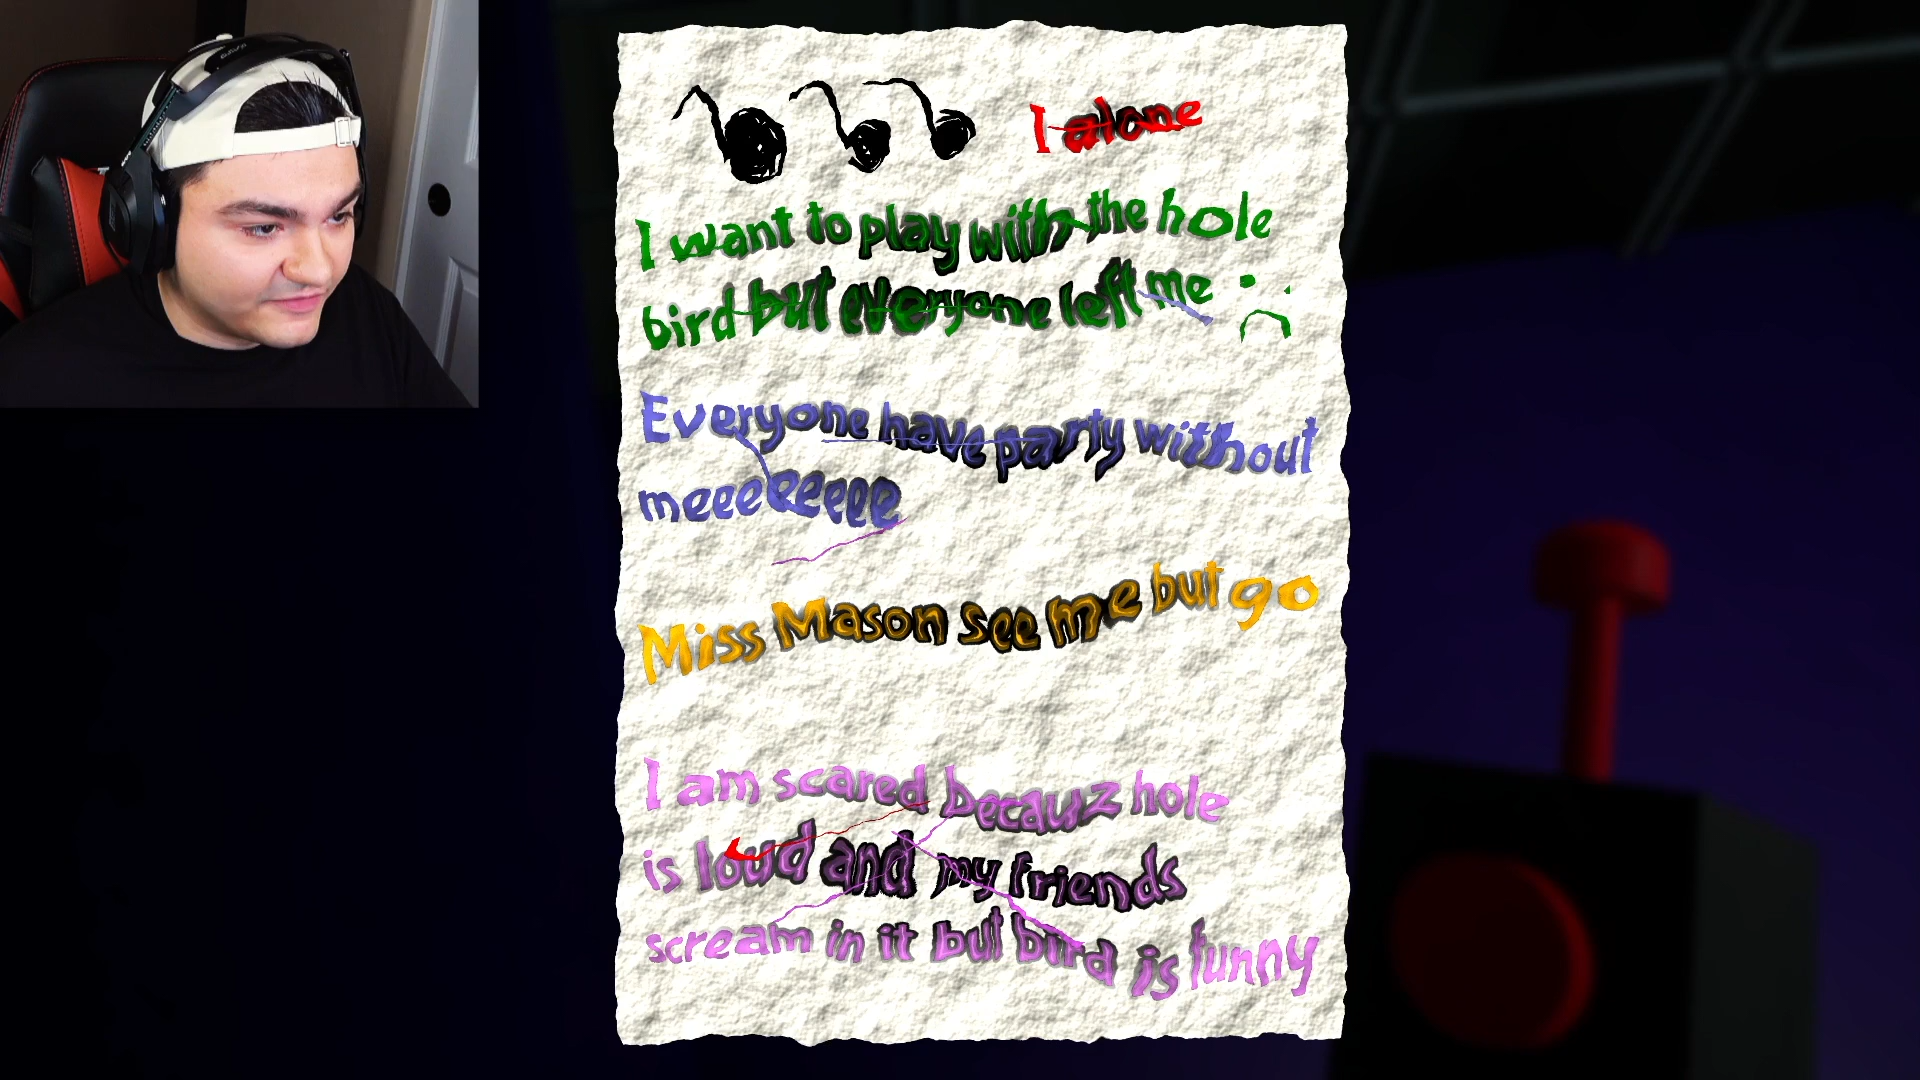 I alone
I want to play with the hole
bird but everyone left me :(
Everyone have party without
meeeeeeee
Miss Mason see me but go
I am scared becauz hole
is loud and my friends
scream in it but bird is funny